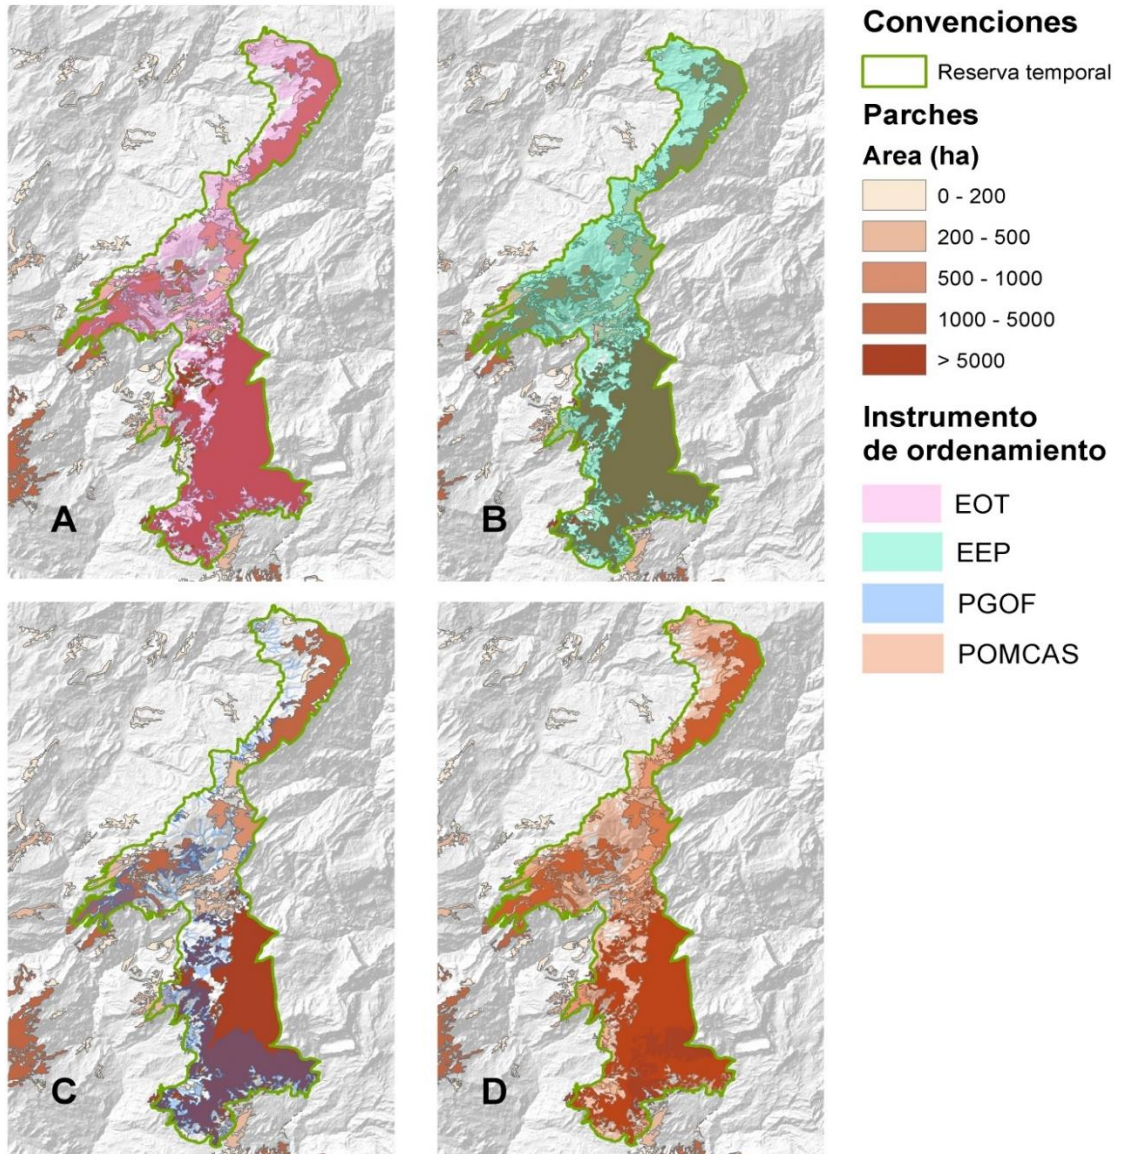 A
B
C
D
Convenciones
Reserva temporal
Parches
Area (ha)
0 - 200
200 - 500
500 - 1000
1000 - 5000
> 5000
Instrumento
de ordenamiento
EOT
EEP
PGOF
POMCAS